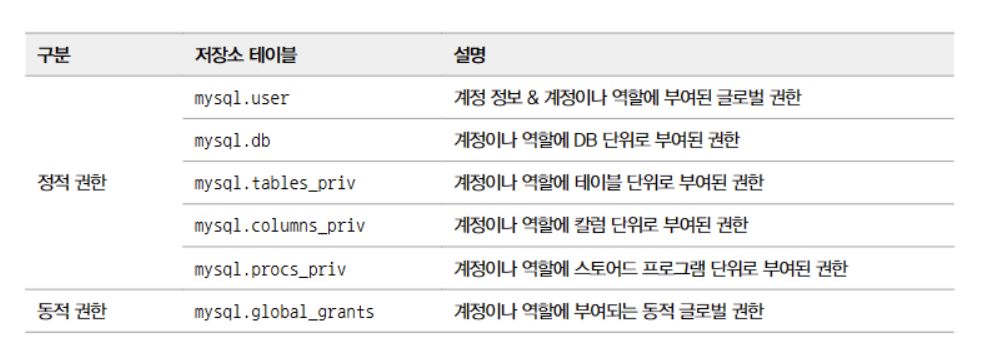 구분 저장소 테이블 설명
mysql.user 계정 정보 & 계정이나 역할에 부여된 글로벌 권한
mysql.db 계정이나 역할에 DB 단위로 부여된 권한
정적 권한 mysql.tables_priv 계정이나 역할에 테이블 단위로 부여된 권한
mysql.columns_priv 계정이나 역할에 칼럼 단위로 부여된 권한
mysql.procs_priv 계정이나 역할에 스토어드 프로그램 단위로 부여된 권한
동적 권한 mysql.global_grants 계정이나 역할에 부여되는 동적 글로벌 권한